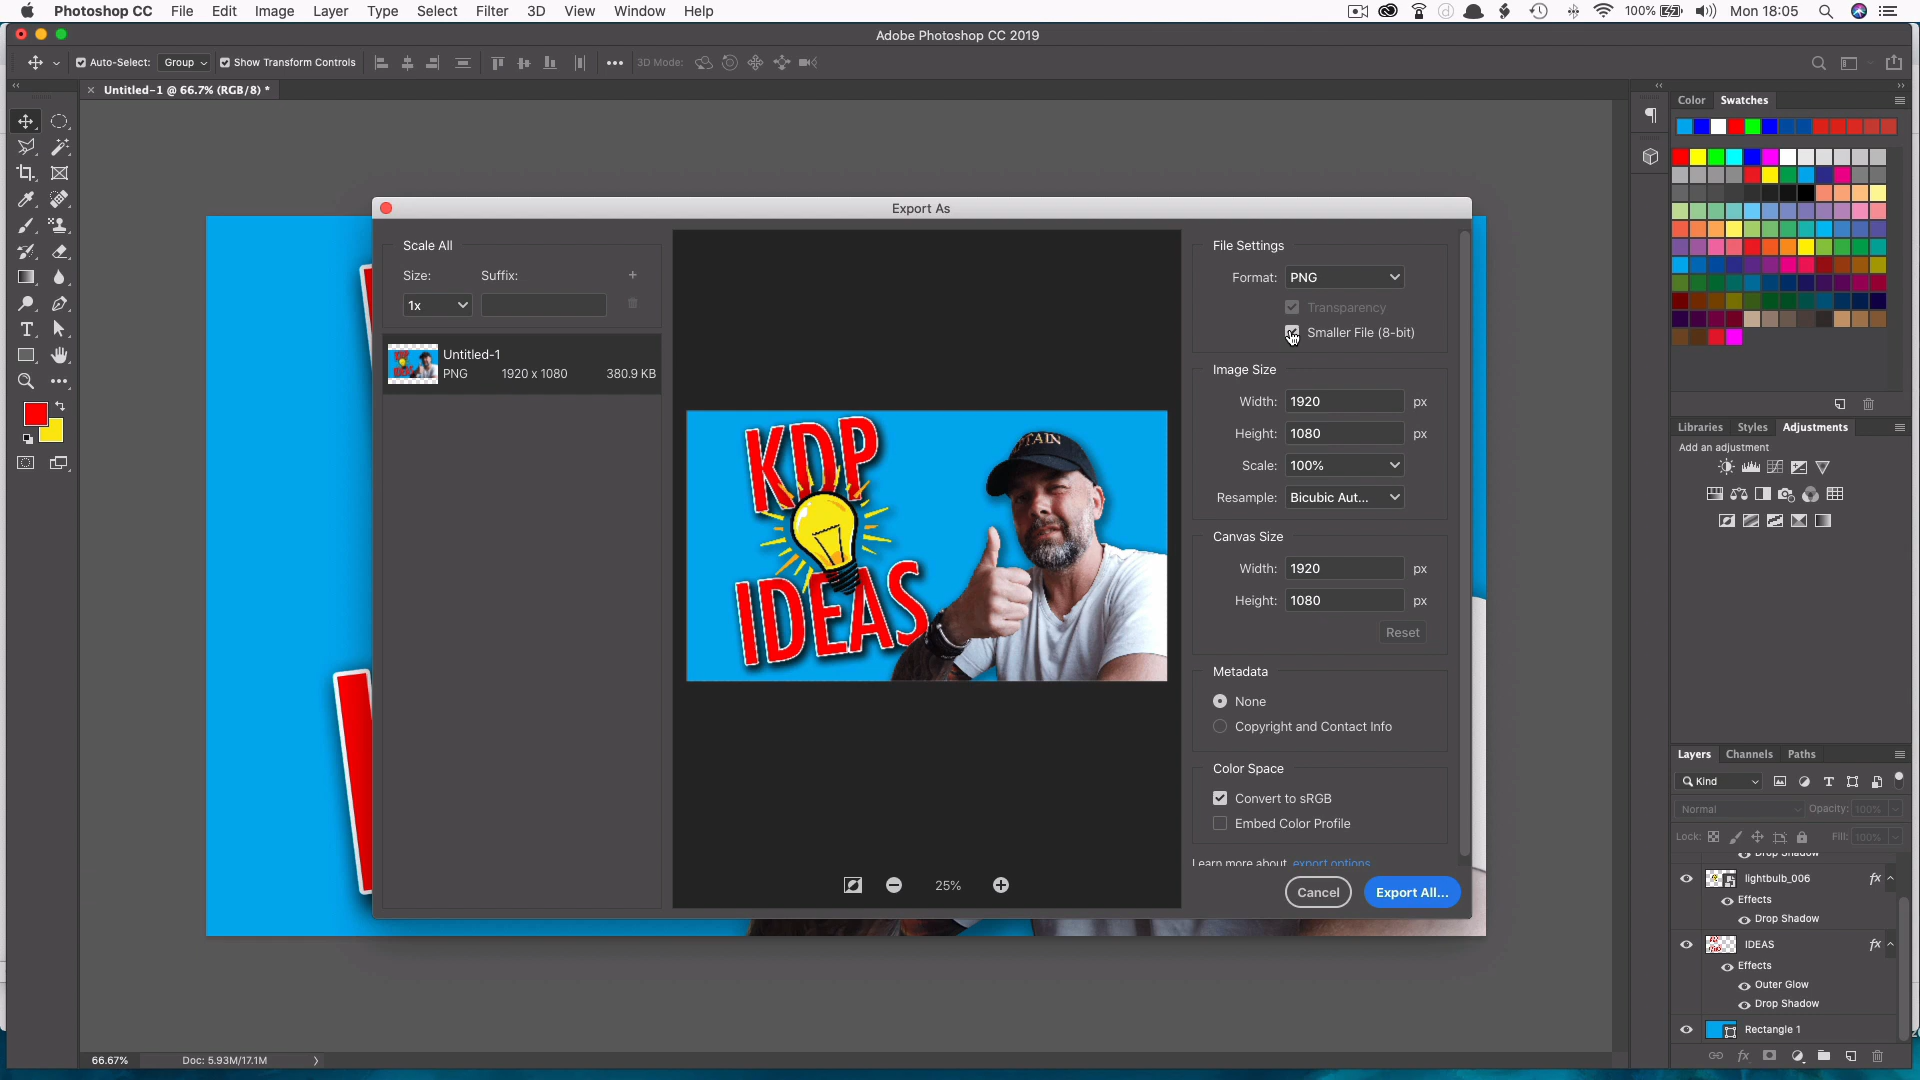 Photoshop CC File Edit Image Layer Type Select Filter 3D View Window Help 100% Mon 18:05
Adobe Photoshop CC 2019
Auto-Select: Group Show Transform Controls 3D Mode:
Untitled-1 @ 66.7% (RGB/8) *
Color Swatches
Export As
Scale All
Size: Suffix:
1x
Untitled-1
PNG 1920 x 1080 380.9 KB
KDP
IDEAS
File Settings
Format: PNG
Transparency
Smaller File (8-bit)
Image Size
Width: 1920 px
Height: 1080 px
Scale: 100%
Resample: Bicubic Aut...
Canvas Size
Width: 1920 px
Height: 1080 px
Reset
Metadata
None
Copyright and Contact Info
Color Space
Convert to sRGB
Embed Color Profile
Learn more about export options
25%
Cancel Export All...
Libraries Styles Adjustments
Add an adjustment
Layers Channels Paths
Kind
Normal Opacity: 100%
Lock: Fill: 100%
Drop Shadow
lightbulb_006 fx
Effects
Drop Shadow
IDEAS fx
Effects
Outer Glow
Drop Shadow
Rectangle 1
66.67% Doc: 5.93M/17.1M